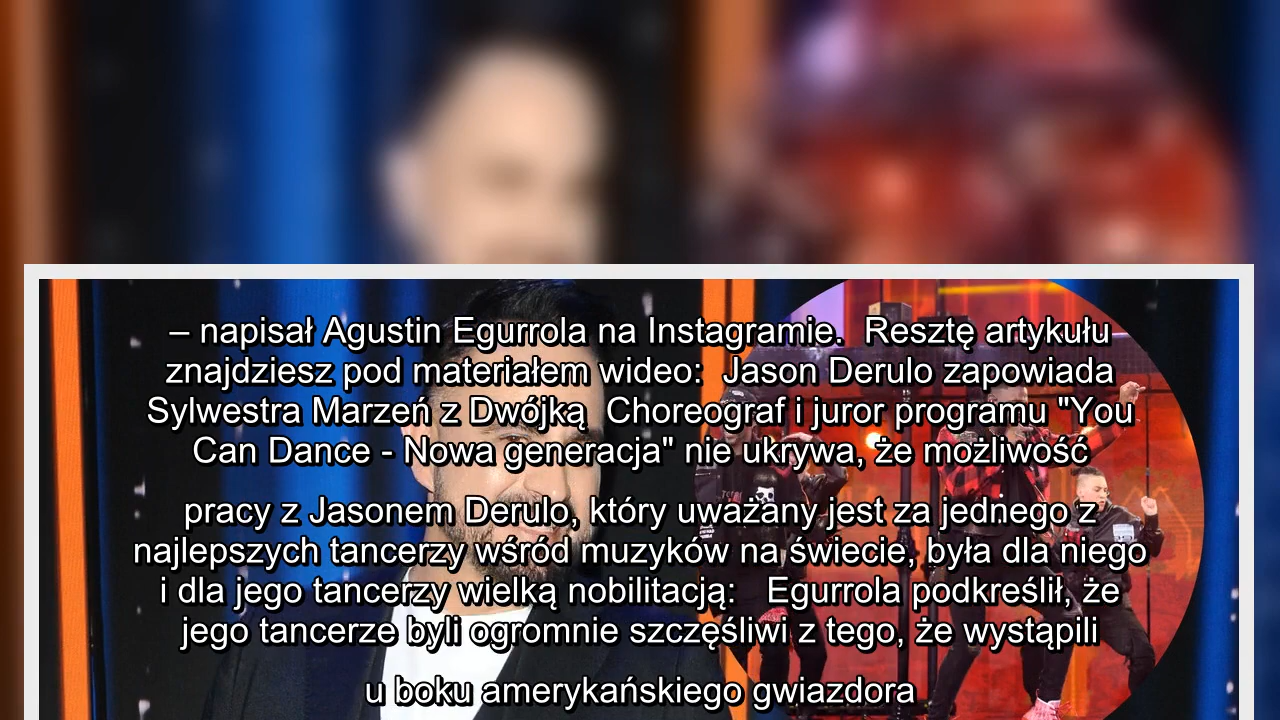 – napisał Agustin Egurrola na Instagramie.  Resztę artykułu
znajdziesz pod materiałem wideo:  Jason Derulo zapowiada
Sylwestra Marzeń z Dwójką  Choreograf i juror programu "You
Can Dance - Nowa generacja" nie ukrywa, że możliwość
pracy z Jasonem Derulo, który uważany jest za jednego z
najlepszych tancerzy wśród muzyków na świecie, była dla niego
i dla jego tancerzy wielką nobilitacją:   Egurrola podkreślił, że
jego tancerze byli ogromnie szczęśliwi z tego, że wystąpili
u boku amerykańskiego gwiazdora